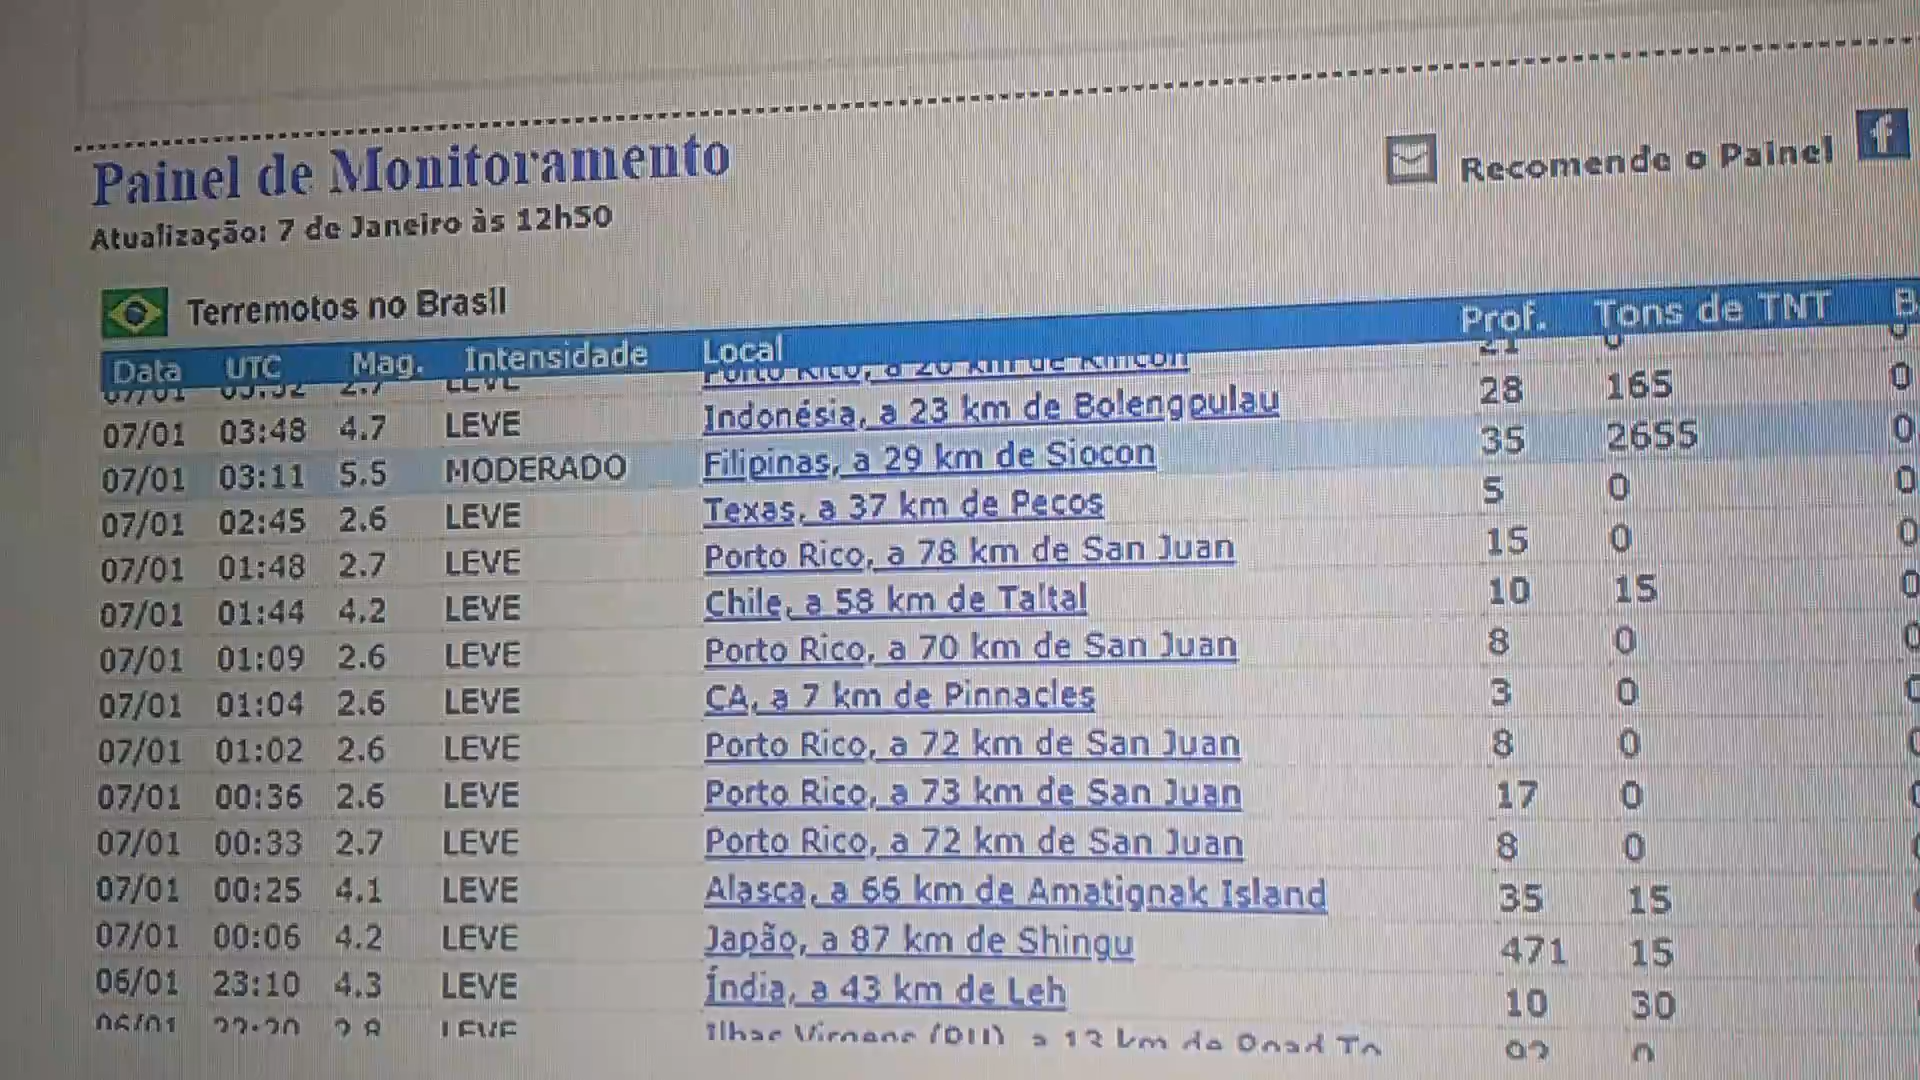 Painel de Monitoramento
Recomende o Painel
Atualização: 7 de Janeiro às 12h50
Terremotos no Brasil
Data UTC Mag. Intensidade Local Prof. Tons de TNT
07/01 03:48 4.7 LEVE Indonésia, a 23 km de Bolengpulau 28 165 0
07/01 03:11 5.5 MODERADO Filipinas, a 29 km de Siocon 35 2655 0
07/01 02:45 2.6 LEVE Texas, a 37 km de Pecos 5 0 0
07/01 01:48 2.7 LEVE Porto Rico, a 78 km de San Juan 15 0 0
07/01 01:44 4.2 LEVE Chile, a 58 km de Taltal 10 15 0
07/01 01:09 2.6 LEVE Porto Rico, a 70 km de San Juan 8 0
07/01 01:04 2.6 LEVE CA, a 7 km de Pinnacles 3 0
07/01 01:02 2.6 LEVE Porto Rico, a 72 km de San Juan 8 0
07/01 00:36 2.6 LEVE Porto Rico, a 73 km de San Juan 17 0
07/01 00:33 2.7 LEVE Porto Rico, a 72 km de San Juan 8 0
07/01 00:25 4.1 LEVE Alasca, a 66 km de Amatignak Island 35 15
07/01 00:06 4.2 LEVE Japão, a 87 km de Shingu 471 15
06/01 23:10 4.3 LEVE Índia, a 43 km de Leh 10 30